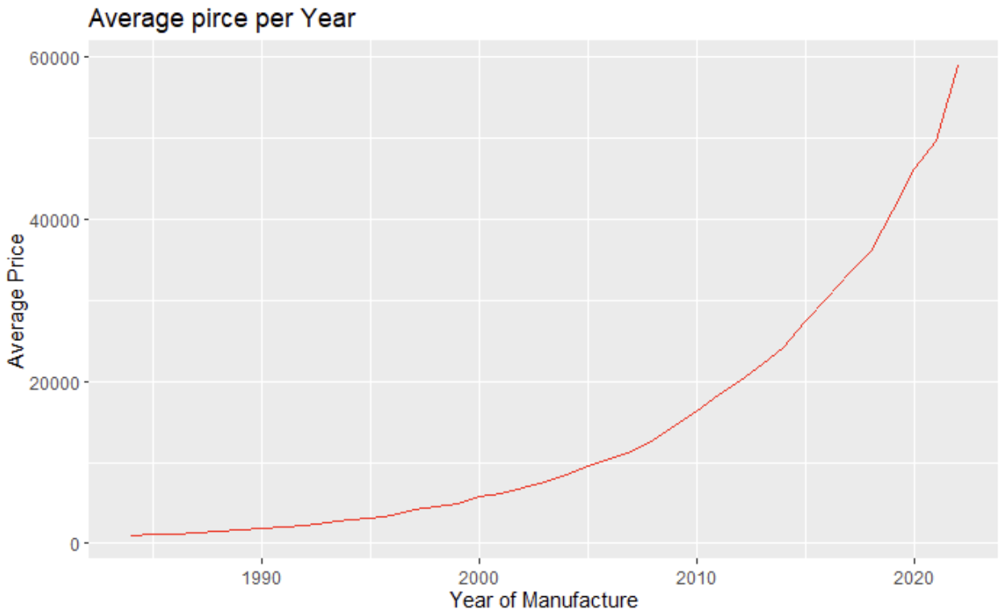 Average pirce per Year
60000
40000
20000
0
Average Price
1990 2000 2010 2020
Year of Manufacture